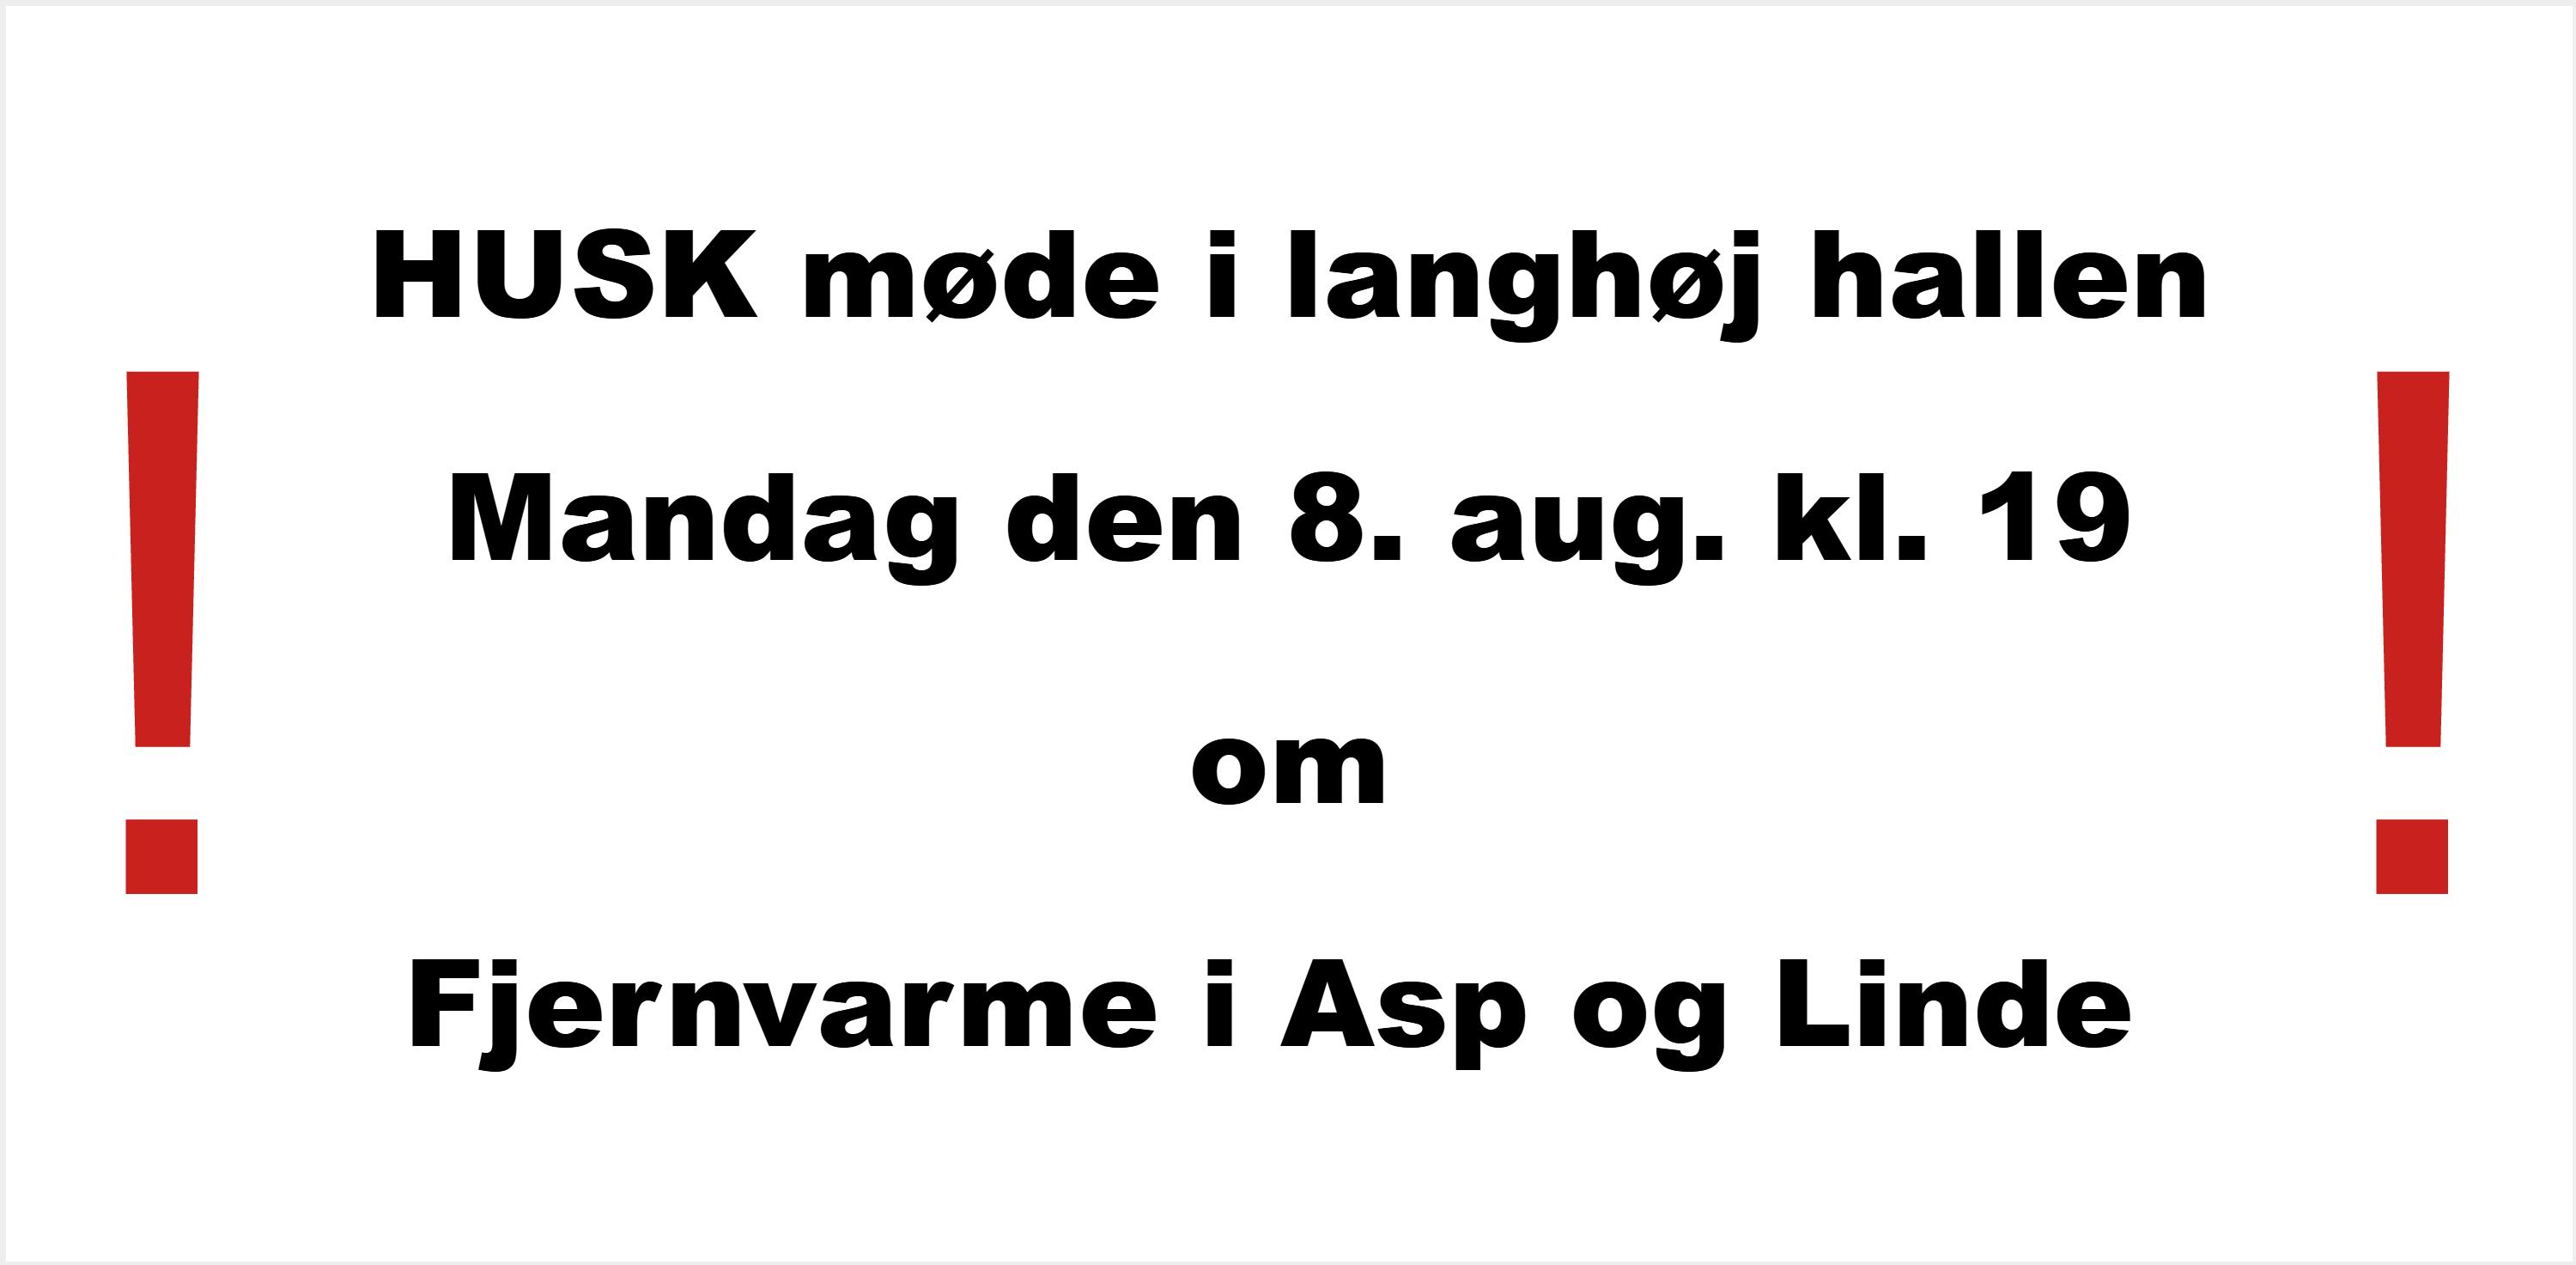 HUSK møde i langhøj hallen
Mandag den 8. aug. kl. 19
! !
om
Fjernvarme i Asp og Linde